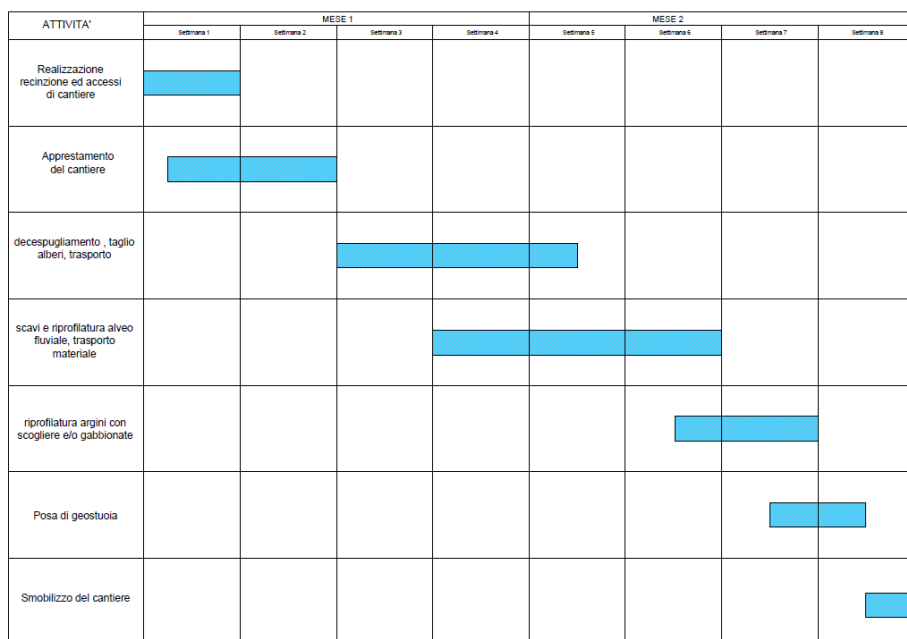 ATTIVITA'
MESE 1
MESE 2
Settimana 1
Settimana 2
Settimana 3
Settimana 4
Settimana 5
Settimana 6
Settimana 7
Settimana 8
Realizzazione
recinzione ed accessi
di cantiere
Apprestamento
del cantiere
decespugliamento , taglio
alberi, trasporto
scavi e riprofilatura alveo
fluviale, trasporto
materiale
riprofilatura argini con
scogliere e/o gabbionate
Posa di geostuoia
Smobilizzo del cantiere